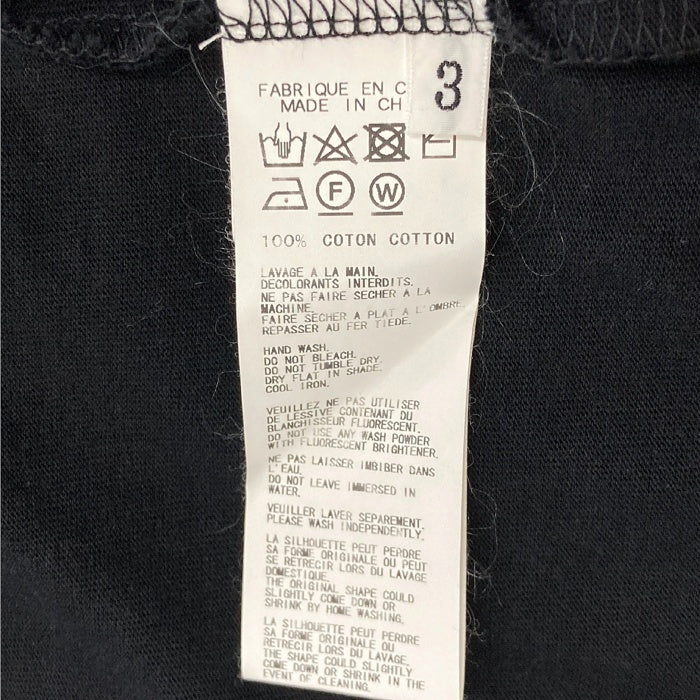 3
FABRIQUE EN C
MADE IN CH
F W
100% COTON COTTON
LAVAGE A LA MAIN.
DECOLORANTS INTERDITS.
NE PAS FAIRE SECHER A LA
MACHINE.
FAIRE SECHER A PLAT A L'OMBRE.
REPASSER AU FER TIEDE.
HAND WASH.
DO NOT BLEACH.
DO NOT TUMBLE DRY.
DRY FLAT IN SHADE.
COOL IRON.
VEUILLEZ NE PAS UTILISER
DE LESSIVE CONTENANT DU
BLANCHISSEUR FLUORESCENT.
DO NOT USE ANY WASH POWDER
WITH FLUORESCENT BRIGHTENER.
NE PAS LAISSER IMBIBER DANS
L'EAU.
DO NOT LEAVE IMMERSED IN
WATER.
VEUILLER LAVER SEPAREMENT.
PLEASE WASH INDEPENDENTLY.
LA SILHOUETTE PEUT PERDRE
SA FORME ORIGINALE OU PEUT
SE RETRECIR LORS DU LAVAGE
DOMESTIQUE.
THE ORIGINAL SHAPE COULD
SLIGHTLY COME DOWN OR
SHRINK BY HOME WASHING.
LA SILHOUETTE PEUT PERDRE
SA FORME ORIGINALE OU
RETRECIR LORS DU LAVAGE.
THE SHAPE COULD SLIGHTLY
COME DOWN OR SHRINK IN THE
EVENT OF CLEANING.